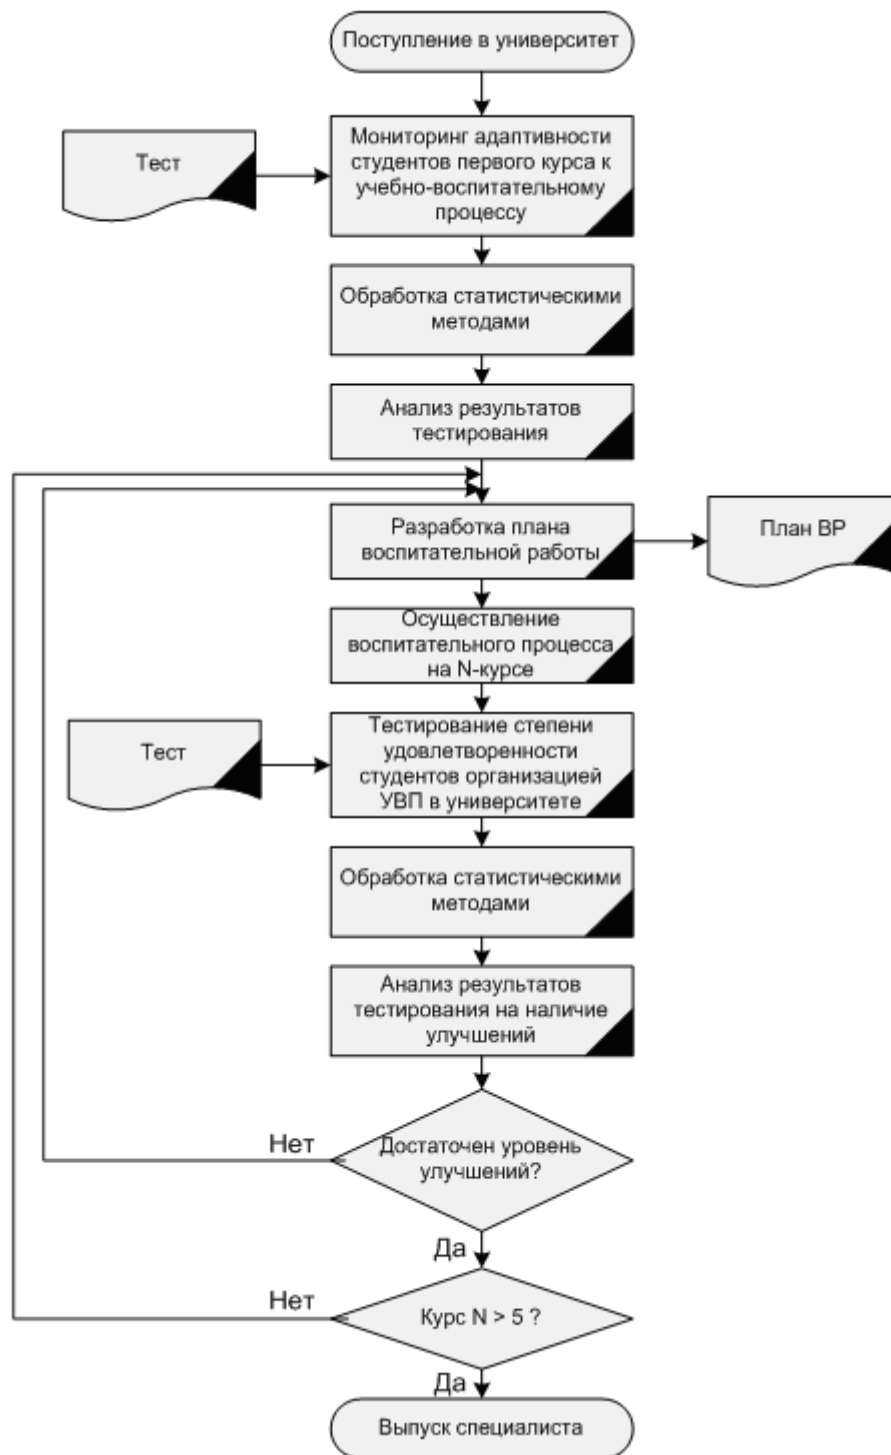 Поступление в университет
Тест
Мониторинг адаптивности
студентов первого курса к
учебно-воспитательному
процессу
Обработка статистическими
методами
Анализ результатов
тестирования
Разработка плана
воспитательной работы
План ВР
Осуществление
воспитательного процесса
на N-курсе
Тест
Тестирование степени
удовлетворенности
студентов организацией
УВП в университете
Обработка статистическими
методами
Анализ результатов
тестирования на наличие
улучшений
Нет
Достаточен уровень
улучшений?
Да
Нет
Курс N > 5 ?
Да
Выпуск специалиста